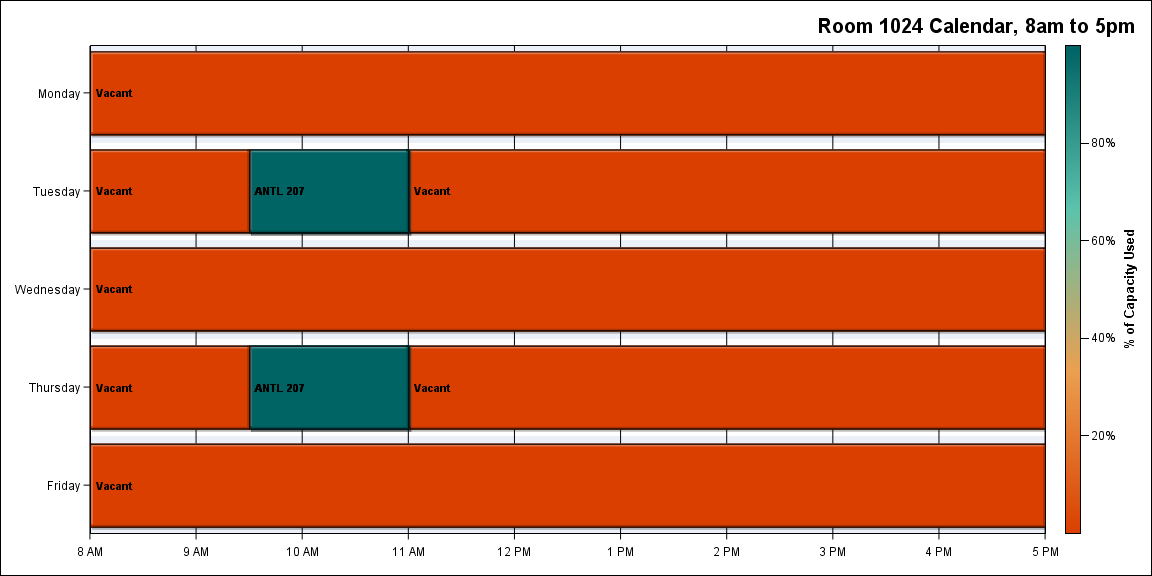 Room 1024 Calendar, 8am to 5pm
Monday
Vacant
Tuesday
Vacant
ANTL 207
Vacant
Wednesday
Vacant
Thursday
Vacant
ANTL 207
Vacant
Friday
Vacant
8 AM
9 AM
10 AM
11 AM
12 PM
1 PM
2 PM
3 PM
4 PM
5 PM
80%
60%
40%
20%
% of Capacity Used